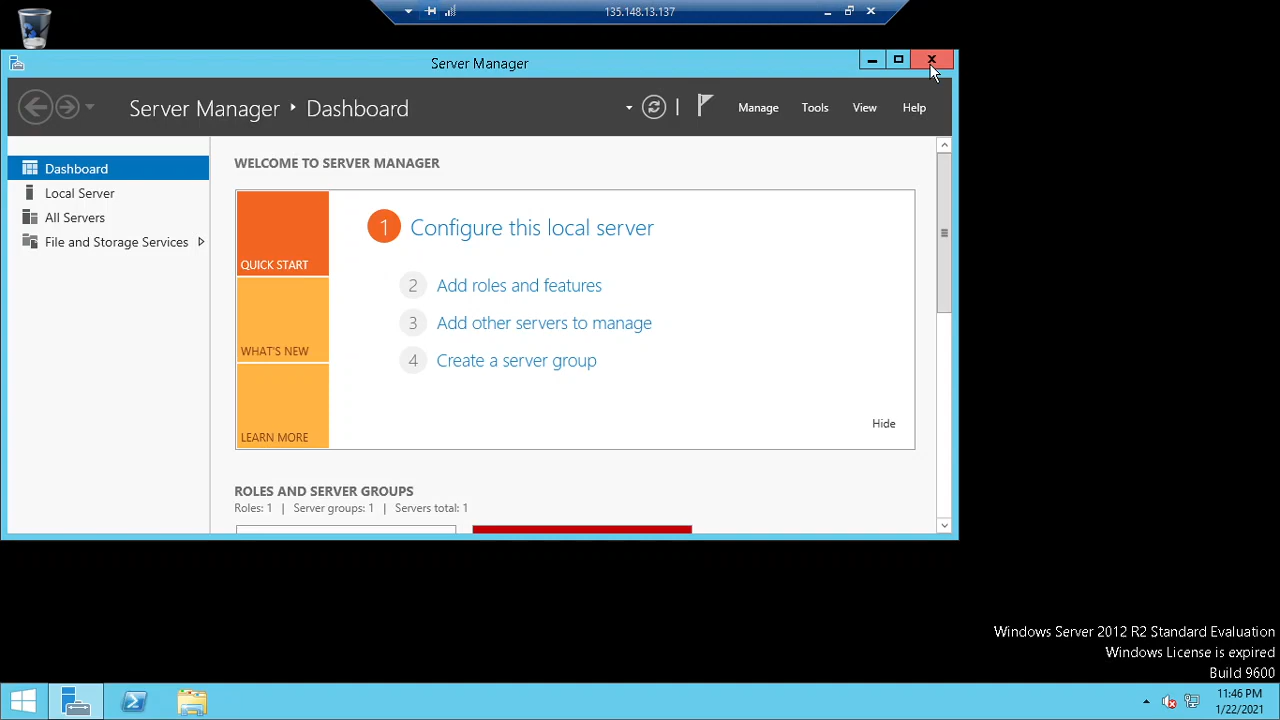 135.148.13.137
Server Manager
Server Manager ‣ Dashboard
Manage
Tools
View
Help
Dashboard
Local Server
All Servers
File and Storage Services
WELCOME TO SERVER MANAGER
QUICK START
WHAT'S NEW
LEARN MORE
1 Configure this local server
2 Add roles and features
3 Add other servers to manage
4 Create a server group
Hide
ROLES AND SERVER GROUPS
Roles: 1 | Server groups: 1 | Servers total: 1
Windows Server 2012 R2 Standard Evaluation
Windows License is expired
Build 9600
11:46 PM
1/22/2021